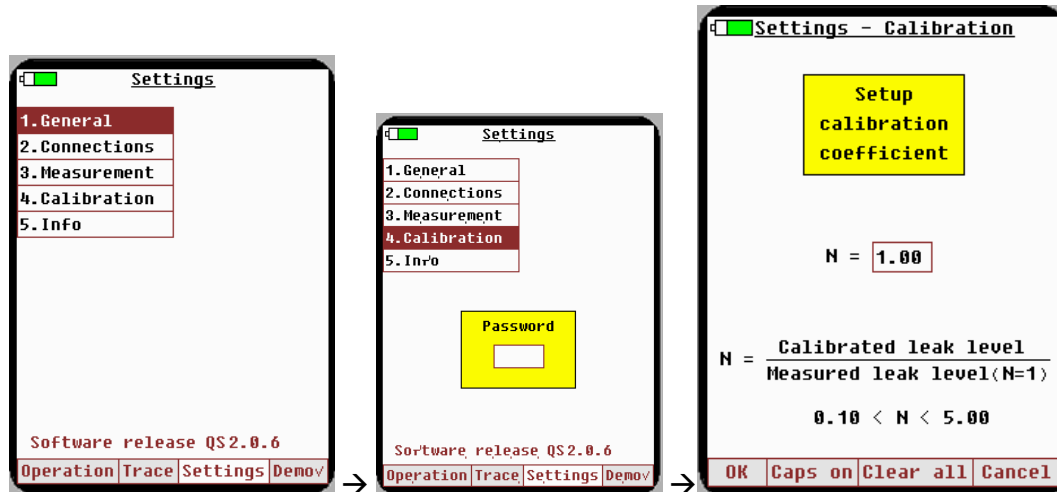 Settings
1.General
2.Connections
3.Measurement
4.Calibration
5.Info
Software release QS2.0.6
Operation Trace Settings Demo√
→
Settings
1.General
2.Connections
3.Measurement
4.Calibration
5.Info
Password
Software release QS2.0.6
Operation Trace Settings Demo√
→
Settings - Calibration
Setup
calibration
coefficient
N = 1.00
N = Calibrated leak level
Measured leak level(N=1)
0.10 < N < 5.00
OK Caps on Clear all Cancel